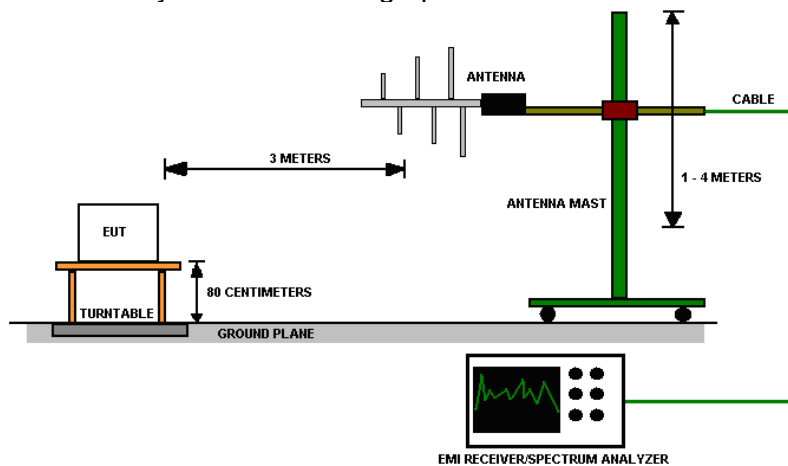 ANTENNA
CABLE
3 METERS
1 - 4 METERS
ANTENNA MAST
EUT
80 CENTIMETERS
TURNTABLE
GROUND PLANE
EMI RECEIVER/SPECTRUM ANALYZER